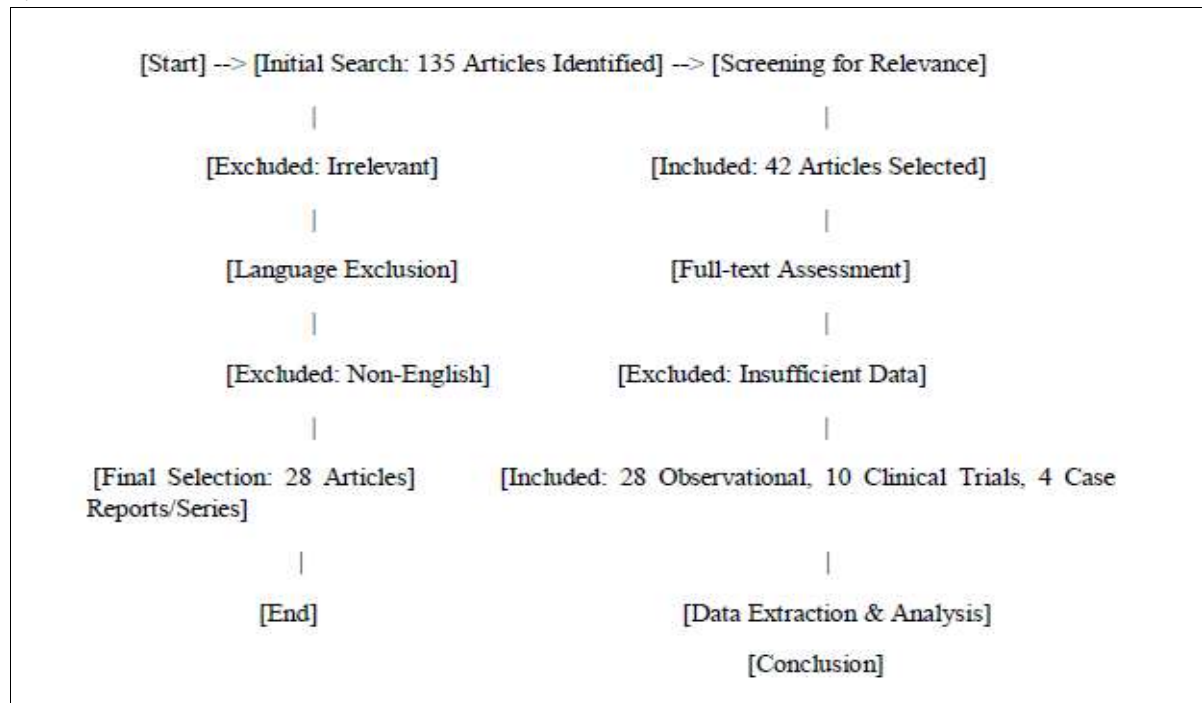 [Start] --> [Initial Search: 135 Articles Identified] --> [Screening for Relevance]
| |
[Excluded: Irrelevant] [Included: 42 Articles Selected]
| |
[Language Exclusion] [Full-text Assessment]
| |
[Excluded: Non-English] [Excluded: Insufficient Data]
| |
[Final Selection: 28 Articles] [Included: 28 Observational, 10 Clinical Trials, 4 Case
Reports/Series]
| |
[End] [Data Extraction & Analysis]
[Conclusion]